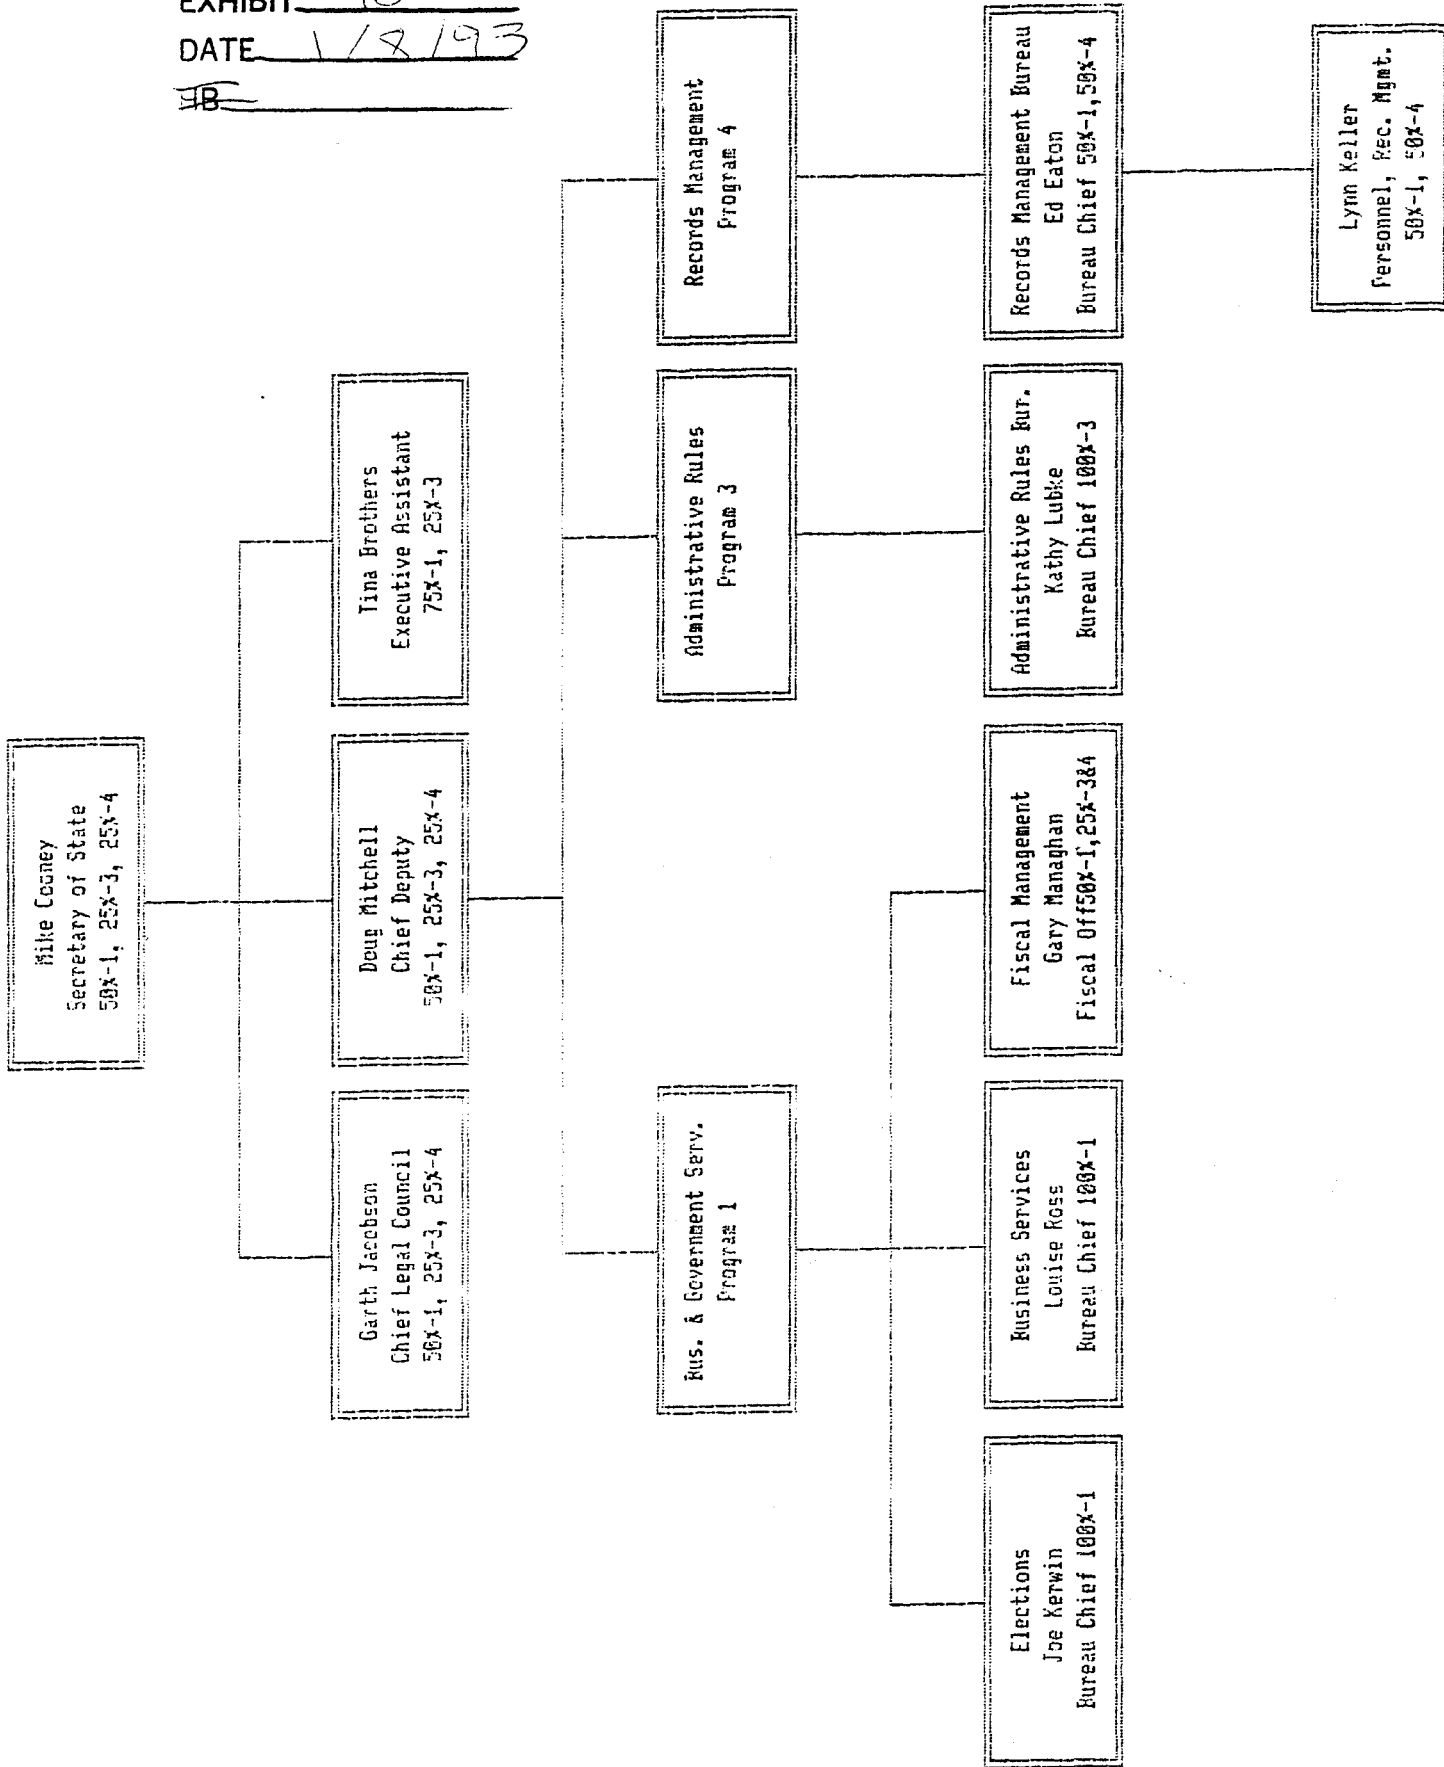 EXHIBIT
DATE 1/8/93
HB
Mike Cooney
Secretary of State
50%-1, 25%-3, 25%-4
Garth Jacobson
Chief Legal Council
50%-1, 25%-3, 25%-4
Doug Mitchell
Chief Deputy
50%-1, 25%-3, 25%-4
Tina Brothers
Executive Assistant
75%-1, 25%-3
Bus. & Government Serv.
Program 1
Administrative Rules
Program 3
Records Management
Program 4
Elections
Joe Kerwin
Bureau Chief 100%-1
Business Services
Louise Ross
Bureau Chief 100%-1
Fiscal Management
Gary Managhan
Fiscal Off50%-1,25%-3&4
Administrative Rules Bur.
Kathy Lubke
Bureau Chief 100%-3
Records Management Bureau
Ed Eaton
Bureau Chief 50%-1,50%-4
Lynn Keller
Personnel, Rec. Mgmt.
50%-1, 50%-4